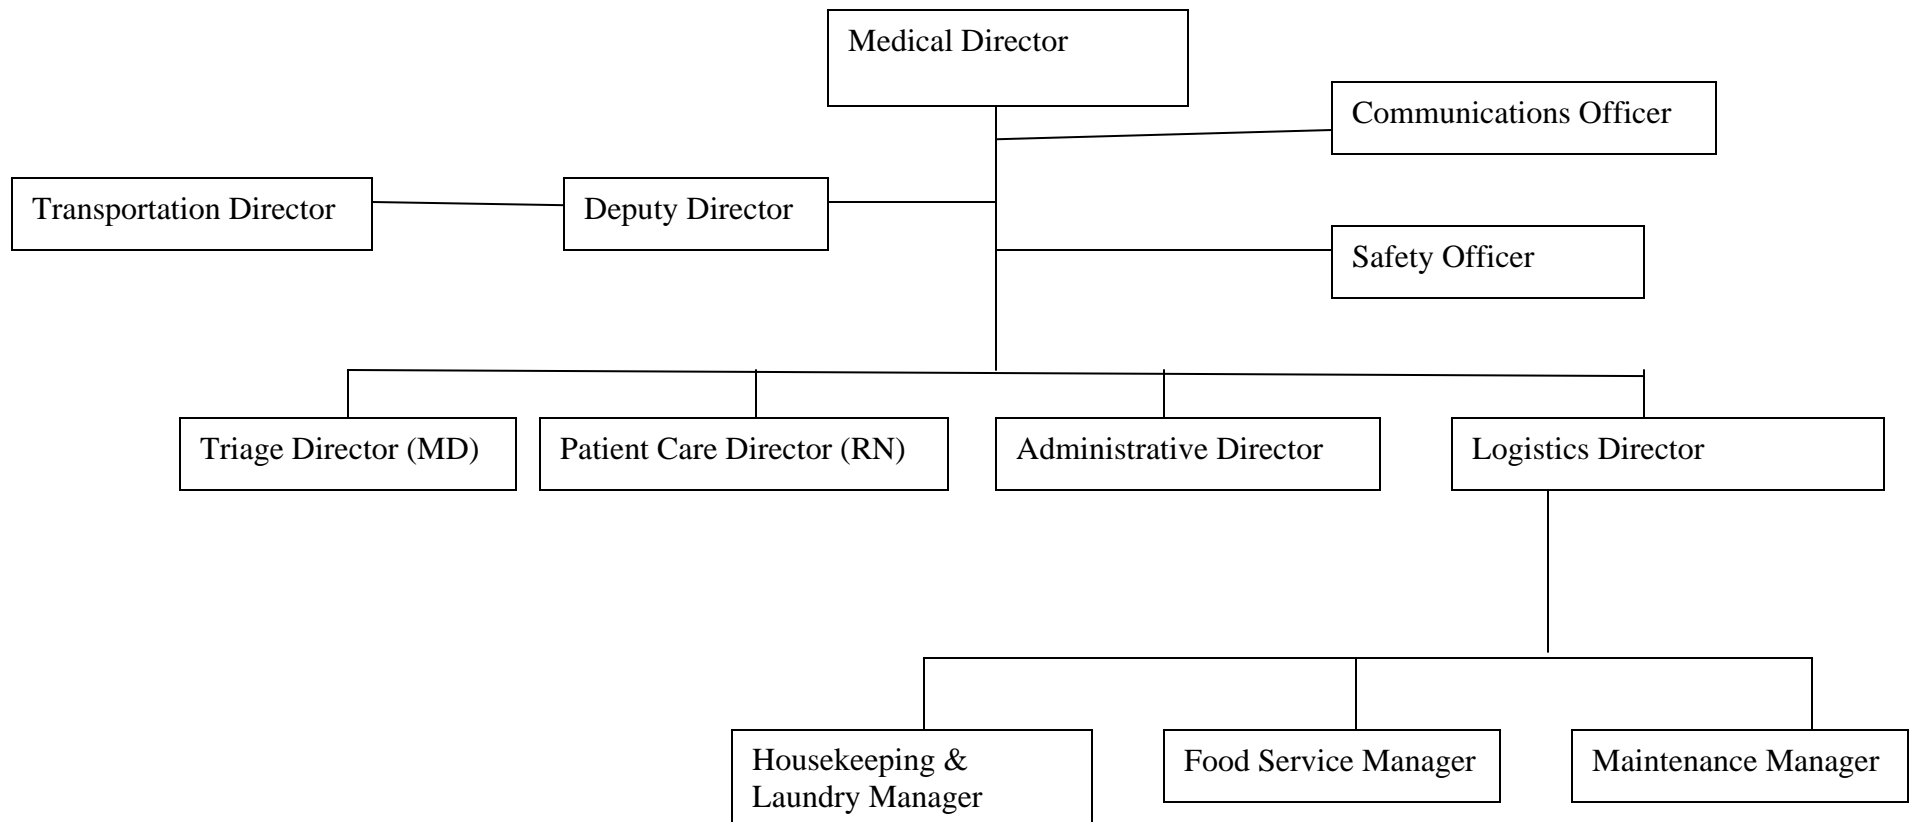 Medical Director
Communications Officer
Transportation Director
Deputy Director
Safety Officer
Triage Director (MD)
Patient Care Director (RN)
Administrative Director
Logistics Director
Housekeeping &
Laundry Manager
Food Service Manager
Maintenance Manager